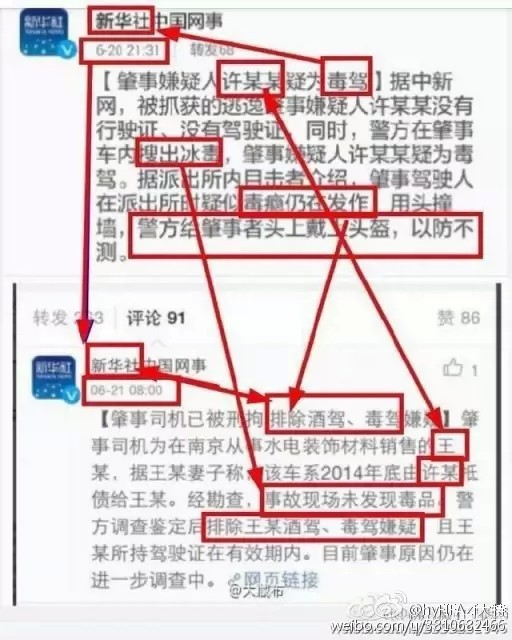 新华社
新华社中国网事
6-20 21:31 转发68
【肇事嫌疑人许某某疑为毒驾】据中新
网，被抓获的逃逸肇事嫌疑人许某某没有
行驶证、没有驾驶证。同时，警方在肇事
车内搜出冰毒，肇事嫌疑人许某某疑为毒
驾。据派出所内目击者介绍，肇事驾驶人
在派出所时疑似毒瘾仍在发作，用头撞
墙，警方给肇事者头上戴上头盔，以防不
测。
转发 263 评论 91 赞 86
新华社
新华社中国网事 1
06-21 08:00
【肇事司机已被刑拘 排除酒驾、毒驾嫌疑】肇
事司机为在南京从事水电装饰材料销售的王
某，据王某妻子称，该车系2014年底由许某抵
债给王某。经勘查，事故现场未发现毒品，警
方调查鉴定后排除王某酒驾、毒驾嫌疑，且王
某所持驾驶证在有效期内。目前肇事原因仍在
进一步调查中。网页链接
weibo.com/u/3810682466